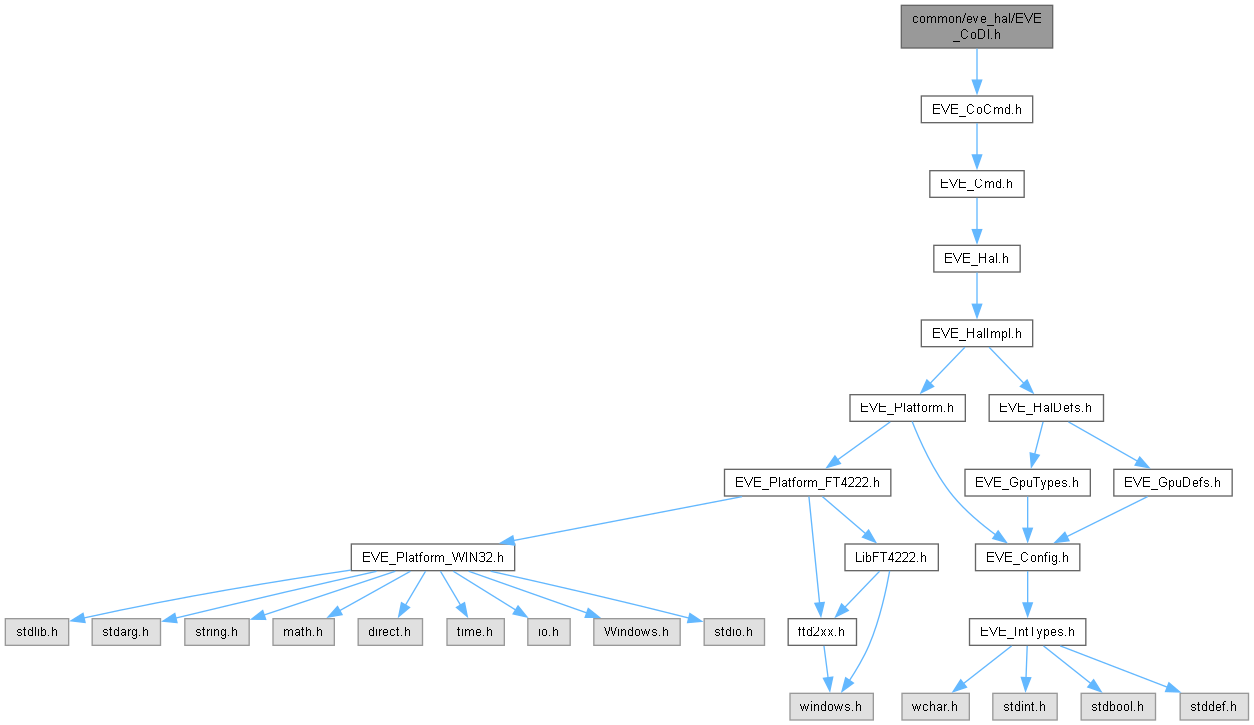 common/eve_hal/EVE
_CoDl.h
EVE_CoCmd.h
EVE_Cmd.h
EVE_Hal.h
EVE_HalImpl.h
EVE_Platform.h
EVE_HalDefs.h
EVE_Platform_FT4222.h
EVE_GpuTypes.h
EVE_GpuDefs.h
EVE_Platform_WIN32.h
LibFT4222.h
EVE_Config.h
stdlib.h
stdarg.h
string.h
math.h
direct.h
time.h
io.h
Windows.h
stdio.h
ftd2xx.h
EVE_IntTypes.h
windows.h
wchar.h
stdint.h
stdbool.h
stddef.h